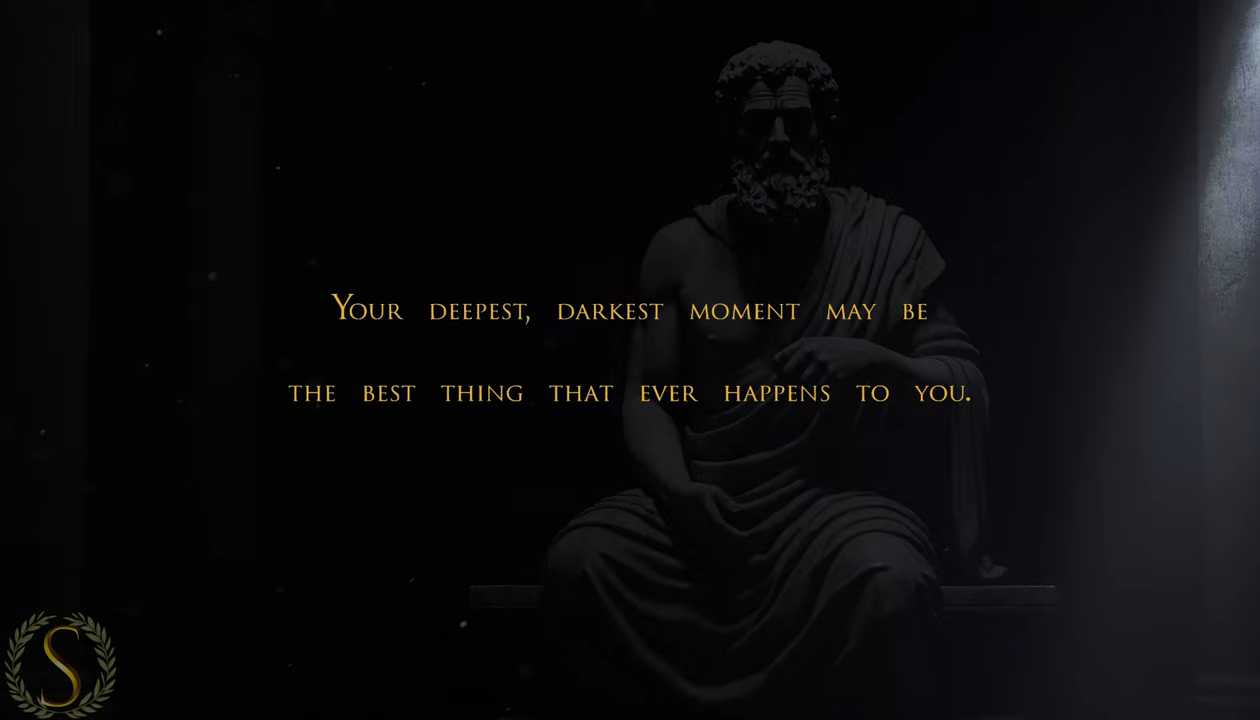 Your deepest, darkest moment may be
the best thing that ever happens to you.
S